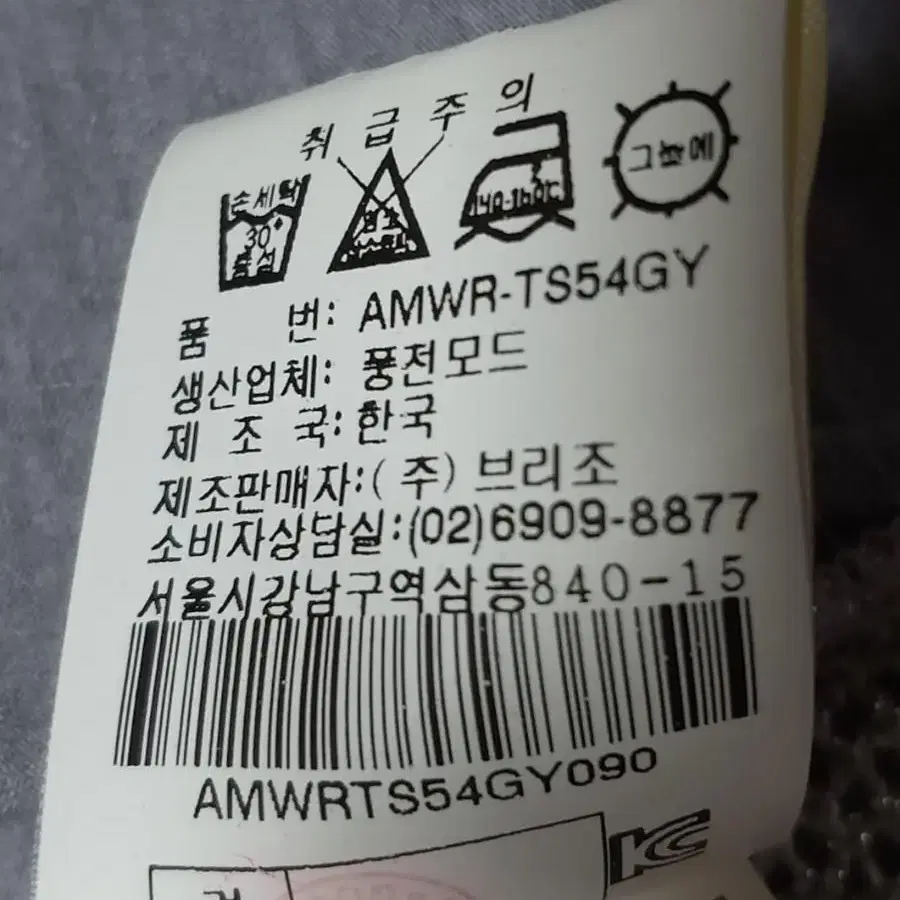 취급주의
손세탁
30°
중성
140-160℃
그늘에
품 번: AMWR-TS54GY
생산업체: 풍전모드
제 조 국: 한국
제조판매자:(주) 브리조
소비자상담실:(02)6909-8877
서울시강남구역삼동840-15
AMWRTS54GY090
KC